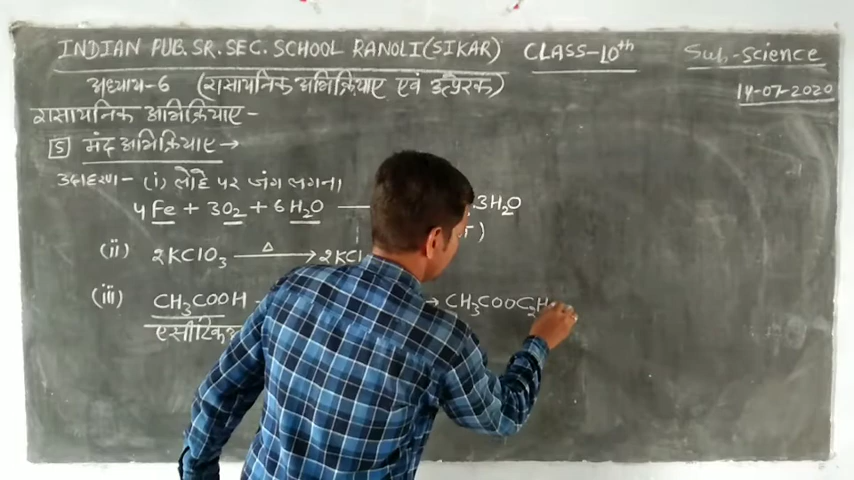 INDIAN PUB. SR. SEC. SCHOOL RANOLI (SIKAR) CLASS-10th Sub-Science
अध्याय-6 (रासायनिक अभिक्रियाए एवं उत्प्रेरक) 14-07-2020
रासायनिक अभिक्रियाए -
5 मंद अभिक्रियाए →
उदाहरण - (i) लोहे पर जंग लगना।
4Fe + 3O₂ + 6H₂O — .3H₂O
(ii) 2KClO₃ —Δ→ 2KCl
(iii) CH₃COOH → CH₃COOC₂H
एसीटिक